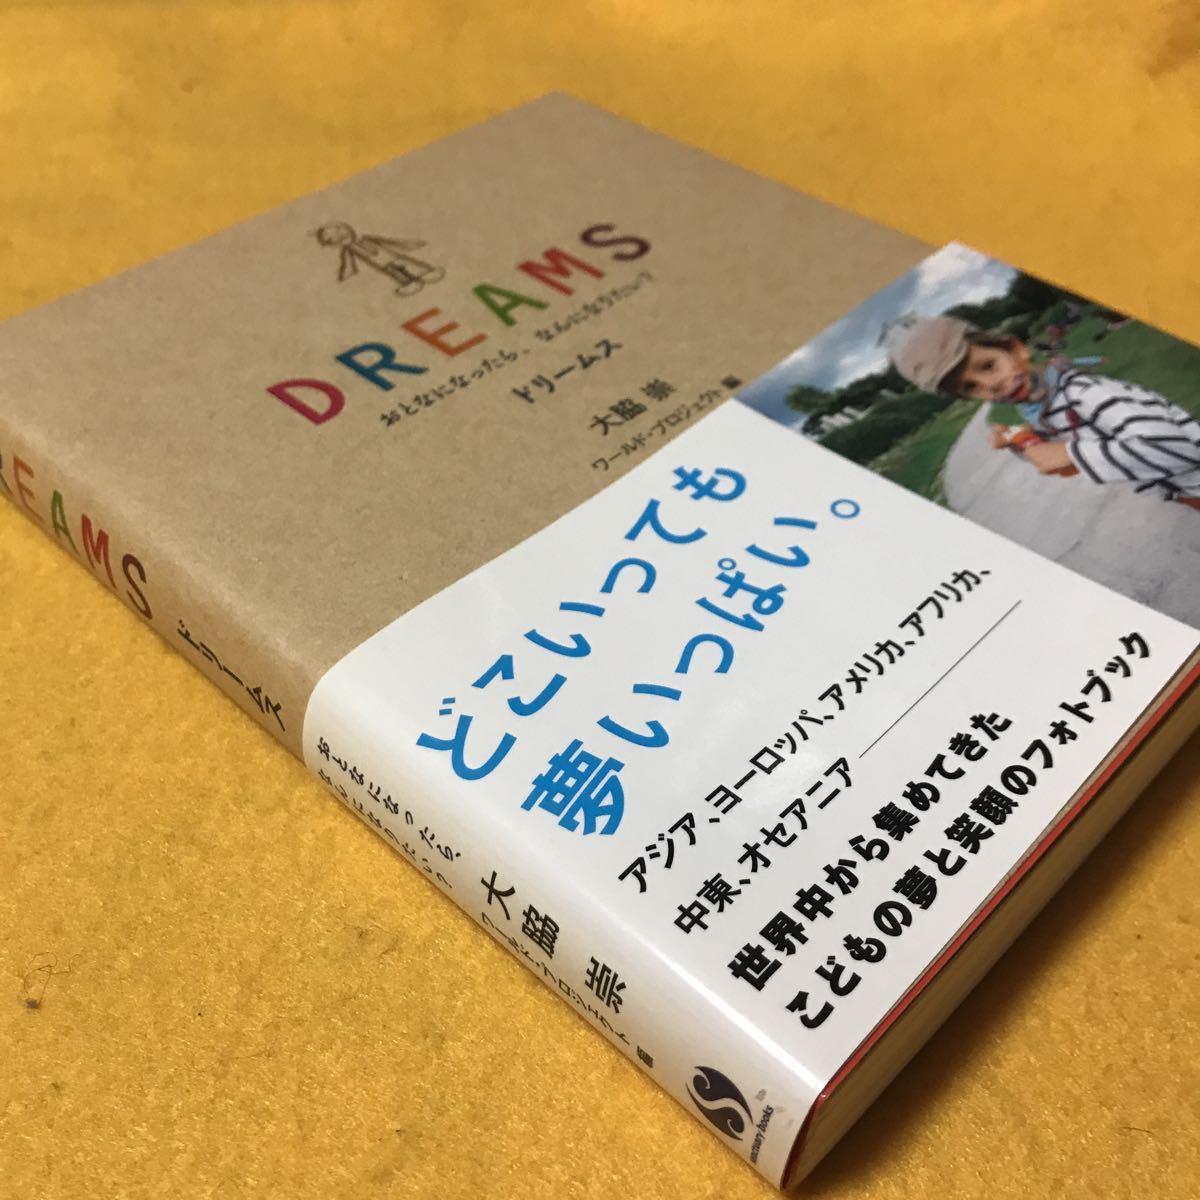 DREAMS
おとなになったら、なんになりたい?
ドリームス
大脇 崇
ワールド・プロジェクト 編
どこいっても
夢いっぱい。
アジア、ヨーロッパ、アメリカ、アフリカ、
中東、オセアニア
世界中から集めてきた
こどもの夢と笑顔のフォトブック
REAMS
ドリームス
おとなになったら、
なんになりたい?
大脇 崇
ワールド・プロジェクト 編
sanctuary books